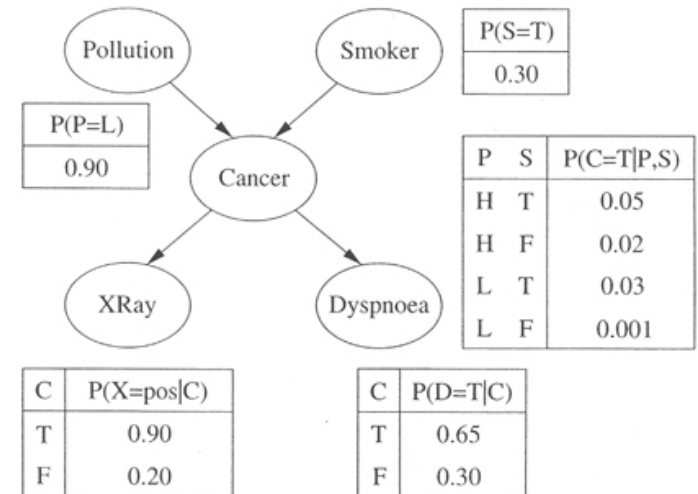 Pollution
Smoker
P(S=T)
0.30
P(P=L)
0.90
Cancer
P S P(C=T|P,S)
H T 0.05
H F 0.02
L T 0.03
L F 0.001
XRay
Dyspnoea
C P(X=pos|C)
T 0.90
F 0.20
C P(D=T|C)
T 0.65
F 0.30